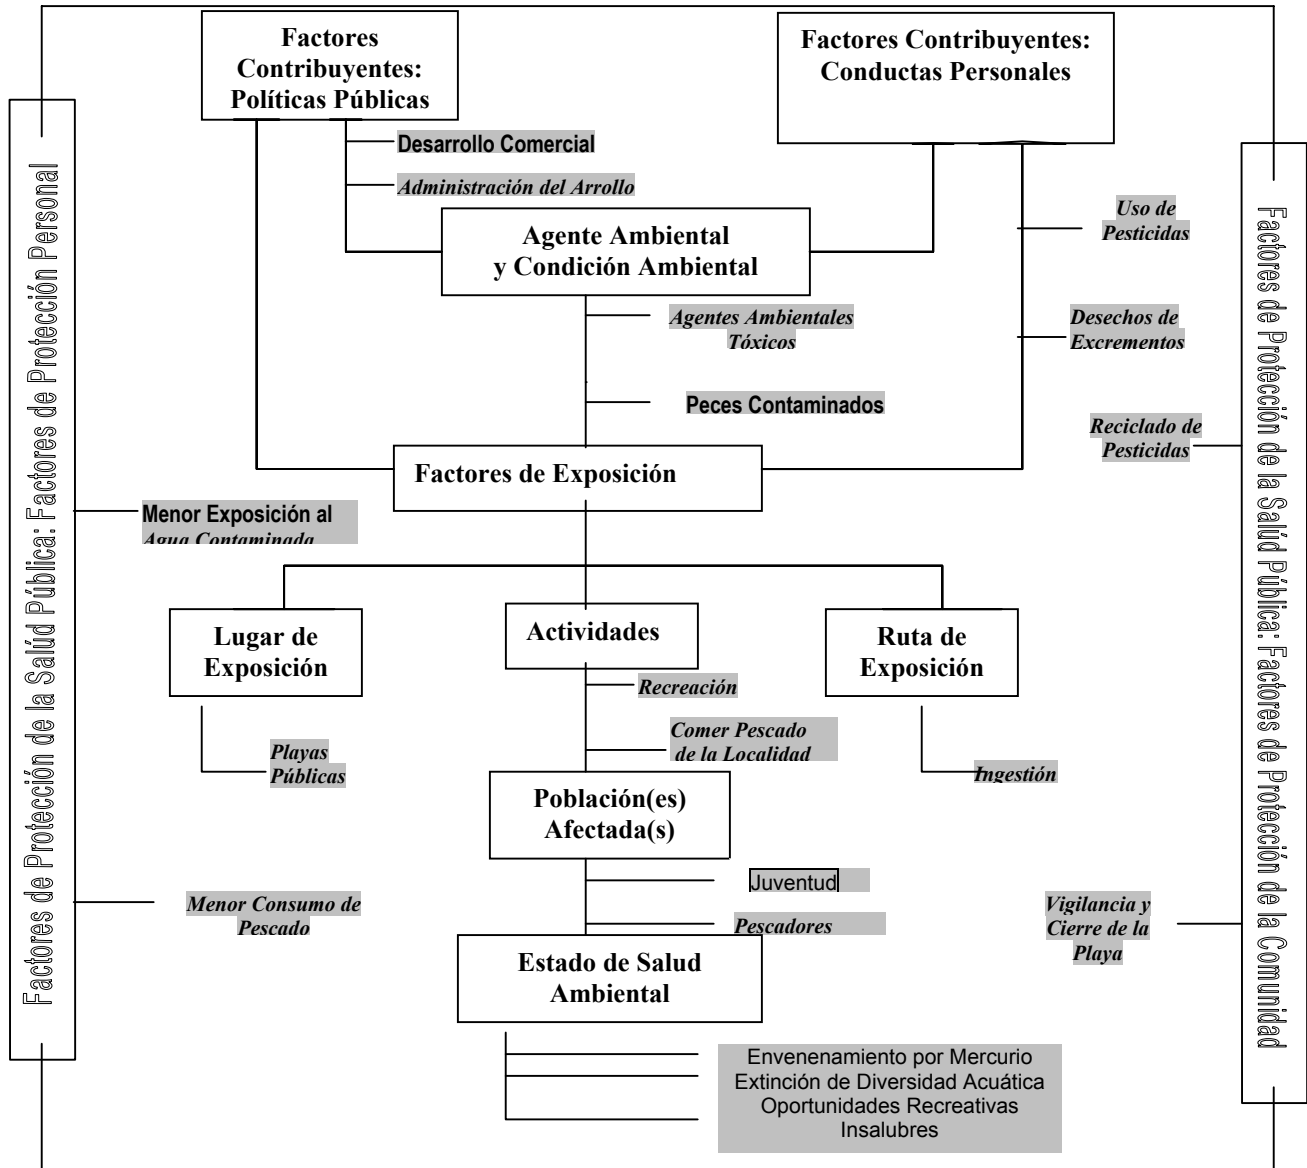 Factores
Contribuyentes:
Políticas Públicas
Factores Contribuyentes:
Conductas Personales
Desarrollo Comercial
Administración del Arrollo
Agente Ambiental
y Condición Ambiental
Uso de
Pesticidas
Agentes Ambientales
Tóxicos
Desechos de
Excrementos
Peces Contaminados
Reciclado de
Pesticidas
Factores de Exposición
Menor Exposición al
Agua Contaminada
Lugar de
Exposición
Actividades
Ruta de
Exposición
Recreación
Comer Pescado
de la Localidad
Playas
Públicas
Ingestión
Población(es)
Afectada(s)
Juventud
Pescadores
Menor Consumo de
Pescado
Vigilancia y
Cierre de la
Playa
Estado de Salud
Ambiental
Envenenamiento por Mercurio
Extinción de Diversidad Acuática
Oportunidades Recreativas
Insalubres
Factores de Protección de la Salúd Pública: Factores de Protección Personal
Factores de Protección de la Salúd Pública: Factores de Protección de la Comunidad